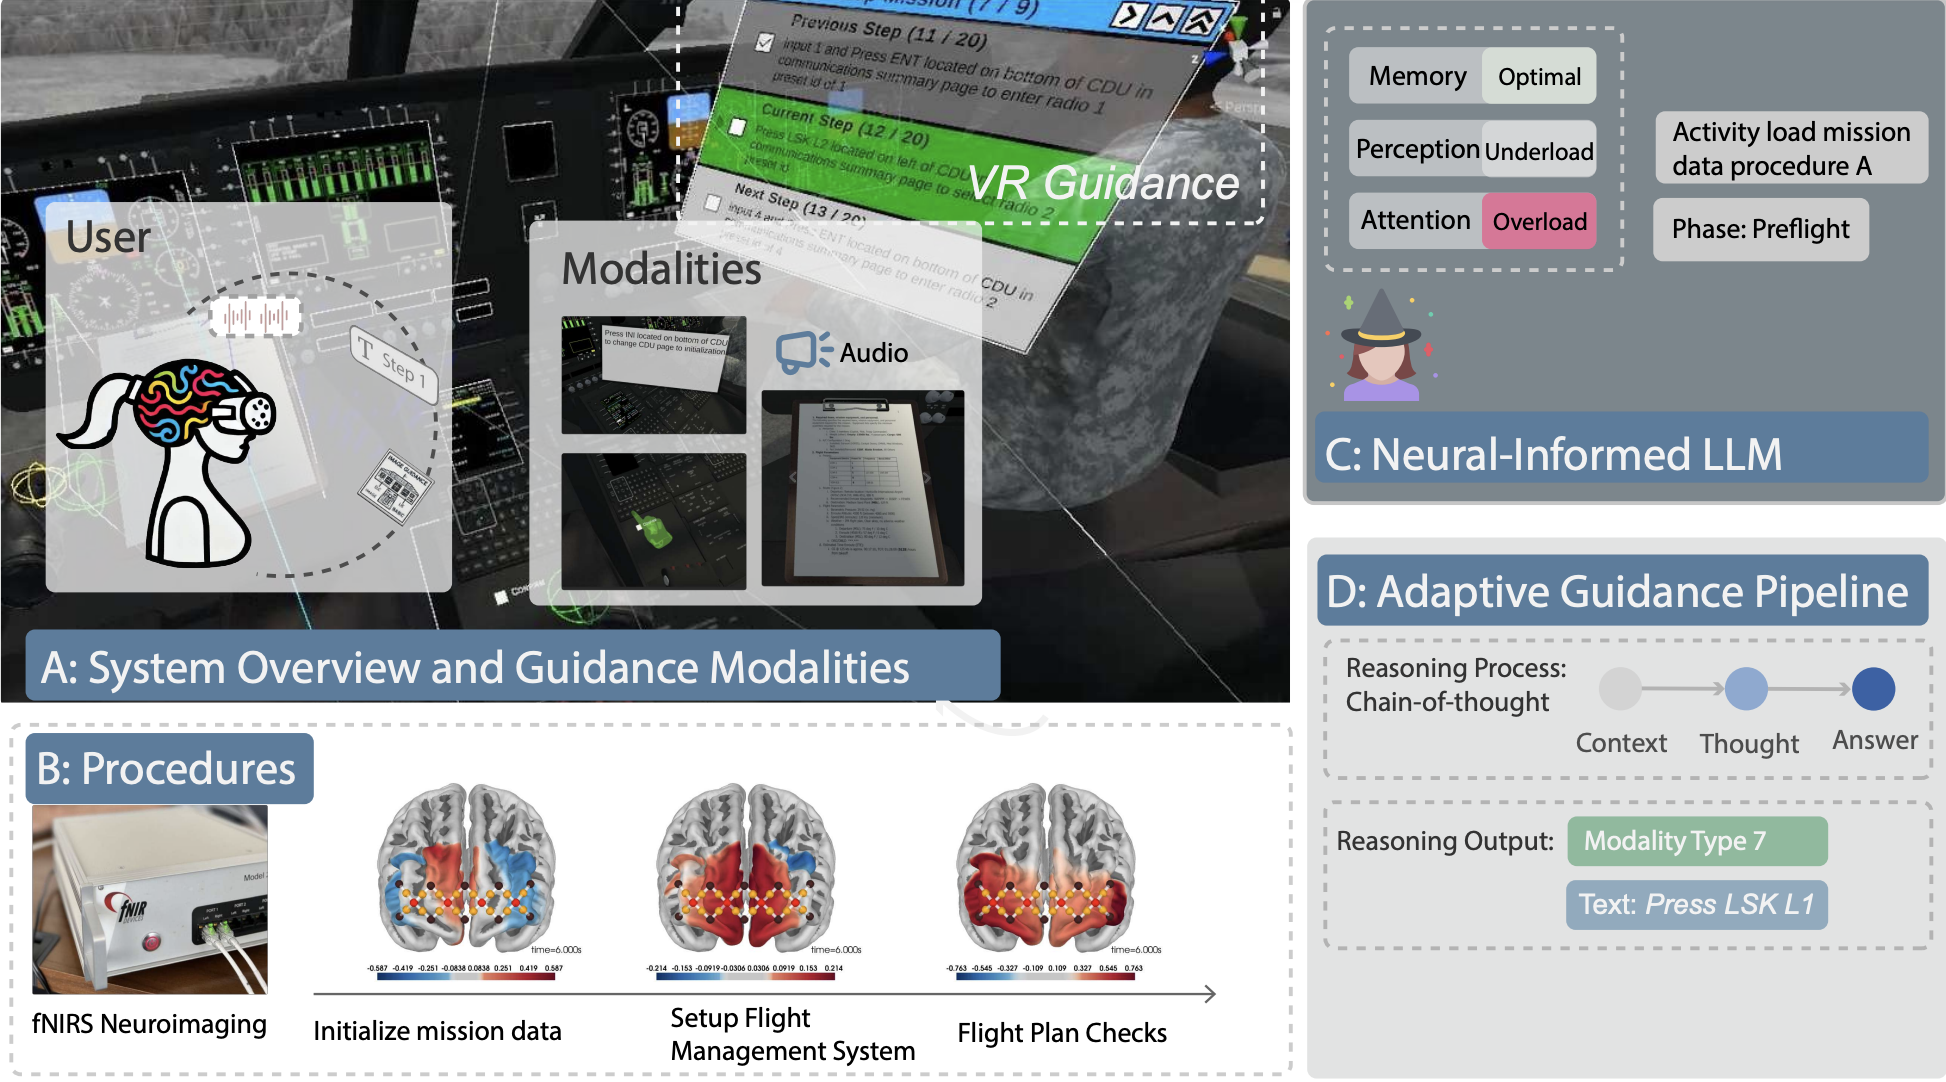 Mission (7 / 9)
Previous Step (11 / 20)
input 1 and Press ENT located on bottom of CDU in
communications summary page to enter radio 1
preset id of 1
Current Step (12 / 20)
Press LSK L2 located on left of CDU
communications summary page to select radio 2
preset id
Next Step (13 / 20)
input 4 and Press ENT located on bottom of CDU in
communications summary page to enter radio 2
preset id of 4
VR Guidance
z
< Persp
User
T Step 1
IMAGE GUIDANCE
BASIC
Modalities
Press INI located on bottom of CDU
to change CDU page to initialization
Audio
A: System Overview and Guidance Modalities
B: Procedures
Model
fNIR
DEVICES
PORT 1
PORT 2
fNIRS Neuroimaging
time=6.000s
-0.587 -0.419 -0.251 -0.0838 0.0838 0.251 0.419 0.587
Initialize mission data
time=6.000s
-0.214 -0.153 -0.0919 -0.0306 0.0306 0.0919 0.153 0.214
Setup Flight
Management System
time=6.000s
-0.763 -0.545 -0.327 -0.109 0.109 0.327 0.545 0.763
Flight Plan Checks
Memory Optimal
Perception Underload
Attention Overload
Activity load mission
data procedure A
Phase: Preflight
C: Neural-Informed LLM
D: Adaptive Guidance Pipeline
Reasoning Process:
Chain-of-thought
Context Thought Answer
Reasoning Output:
Modality Type 7
Text: Press LSK L1